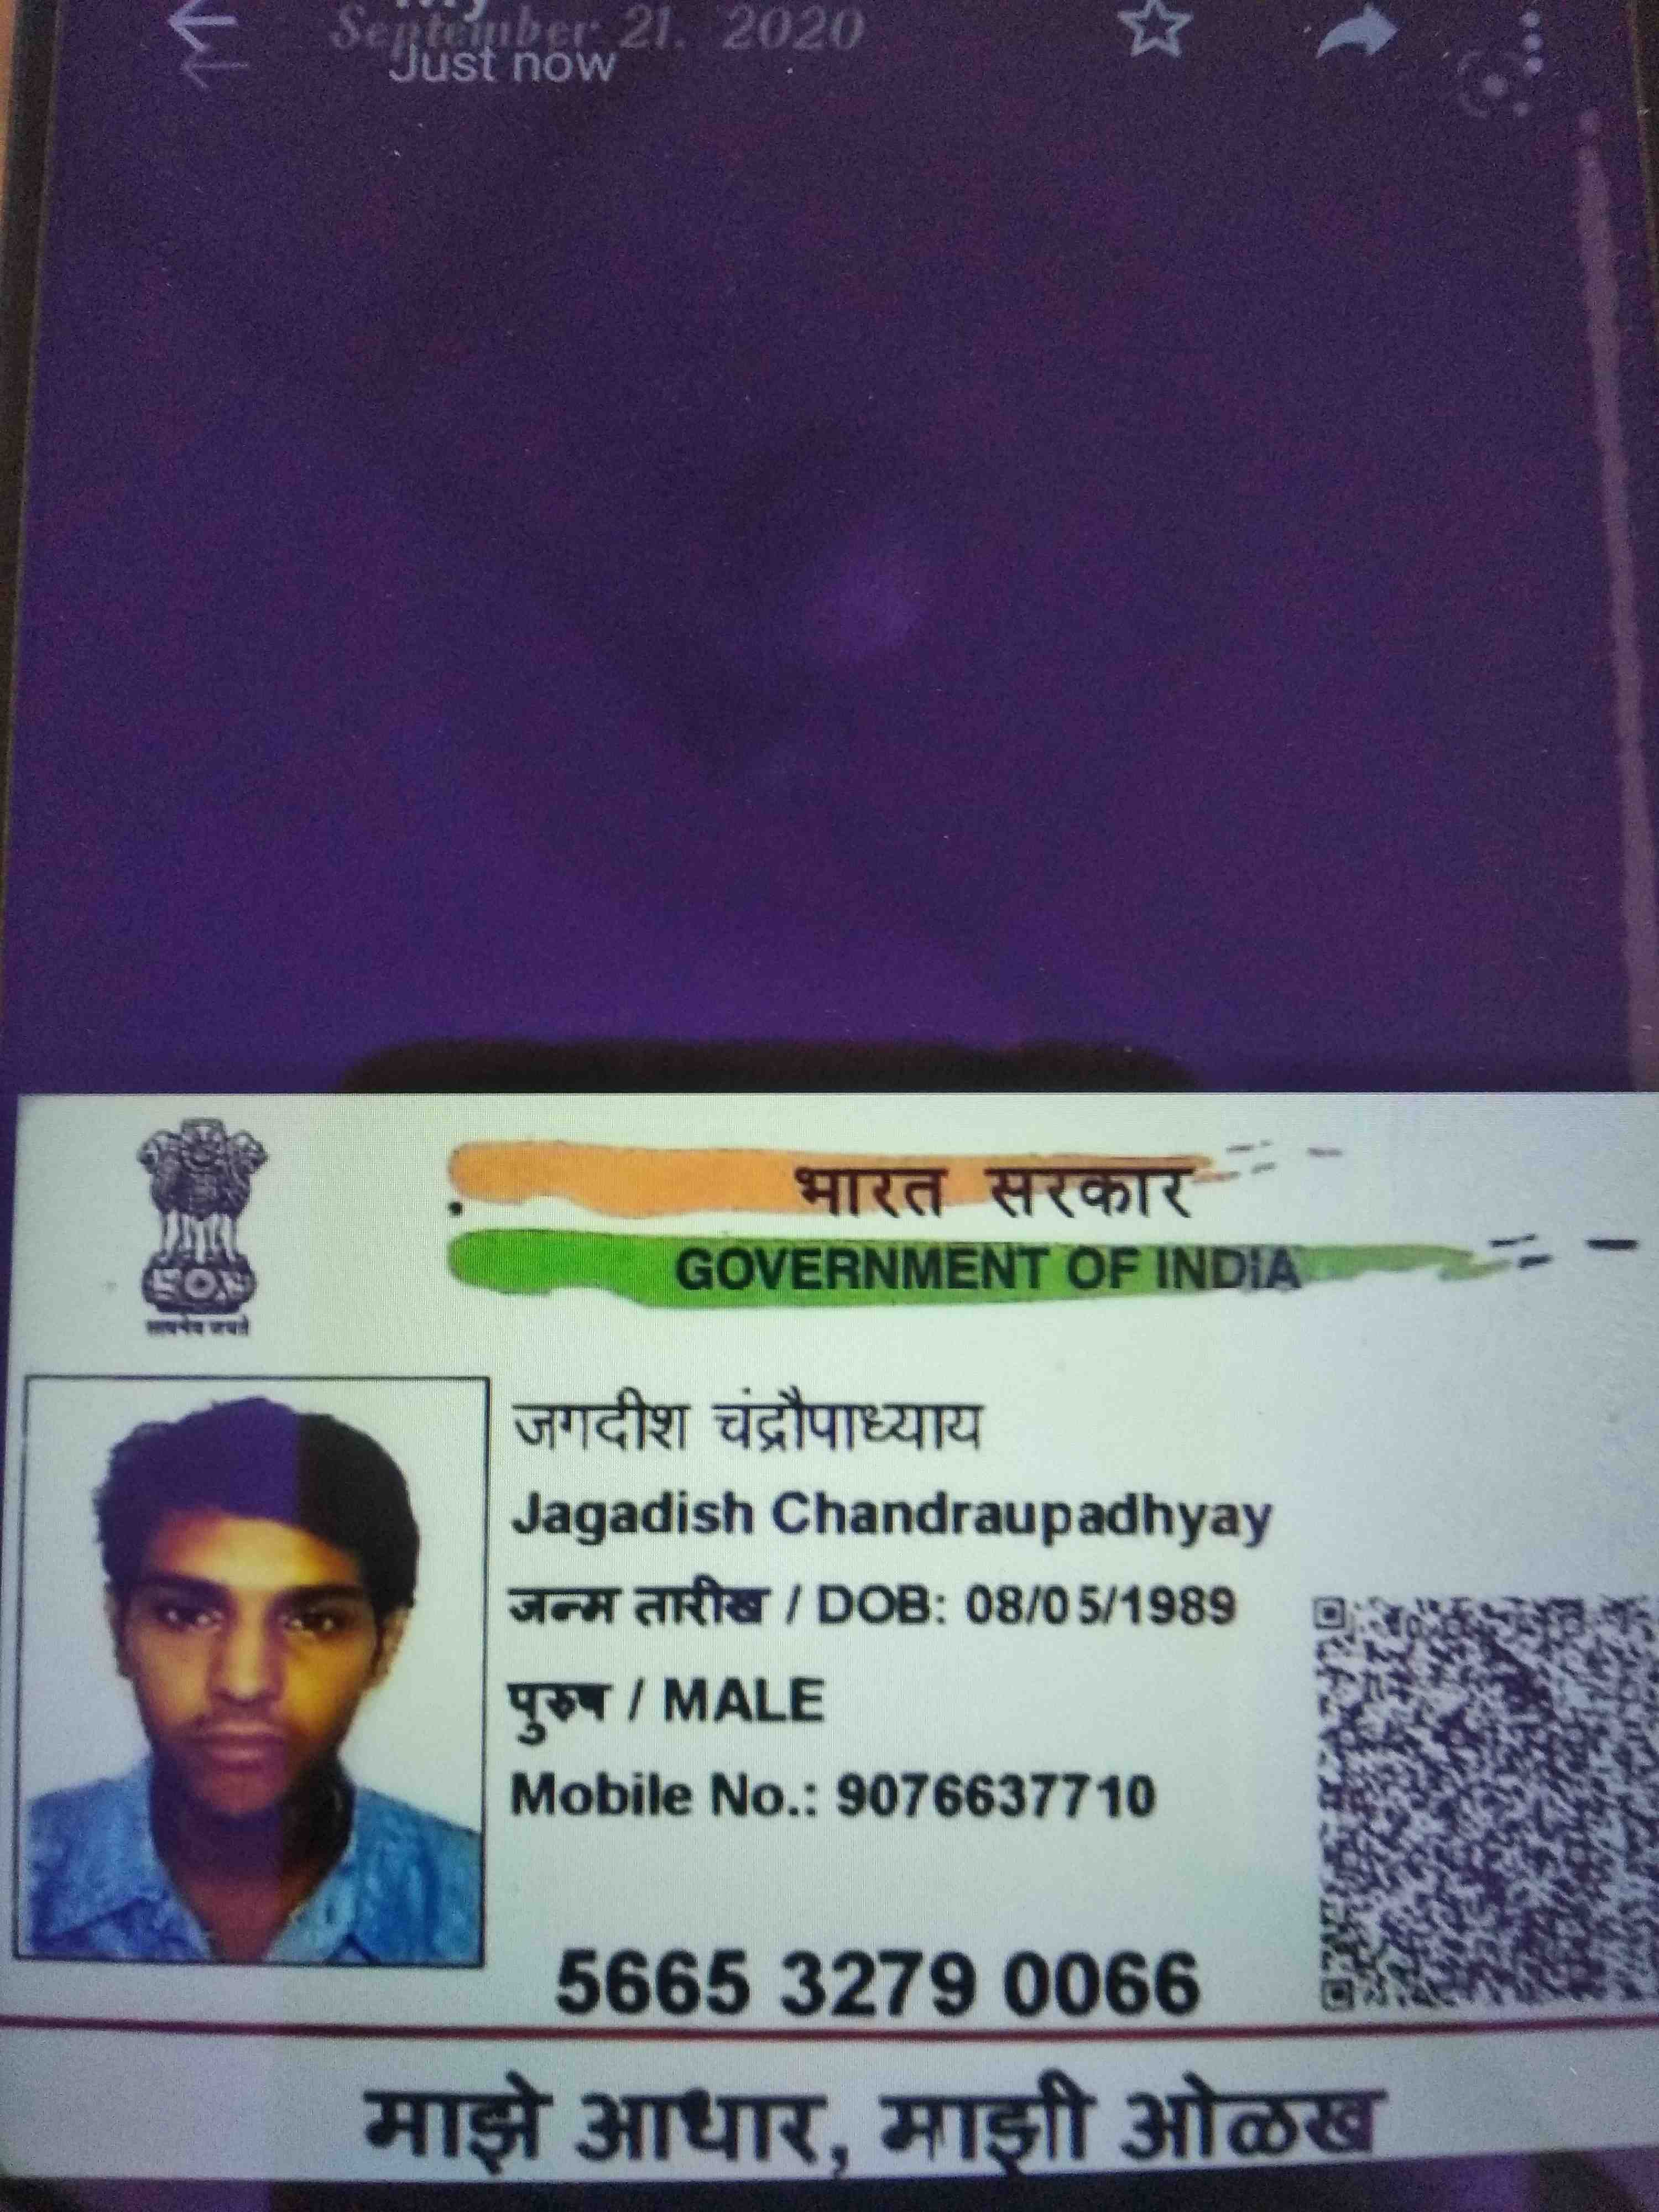 September 21, 2020
Just now
भारत सरकार
GOVERNMENT OF INDIA
सत्यमेव जयते
जगदीश चंद्रौपाध्याय
Jagadish Chandraupadhyay
जन्म तारीख / DOB: 08/05/1989
पुरुष / MALE
Mobile No.: 9076637710
5665 3279 0066
माझे आधार, माझी ओळख